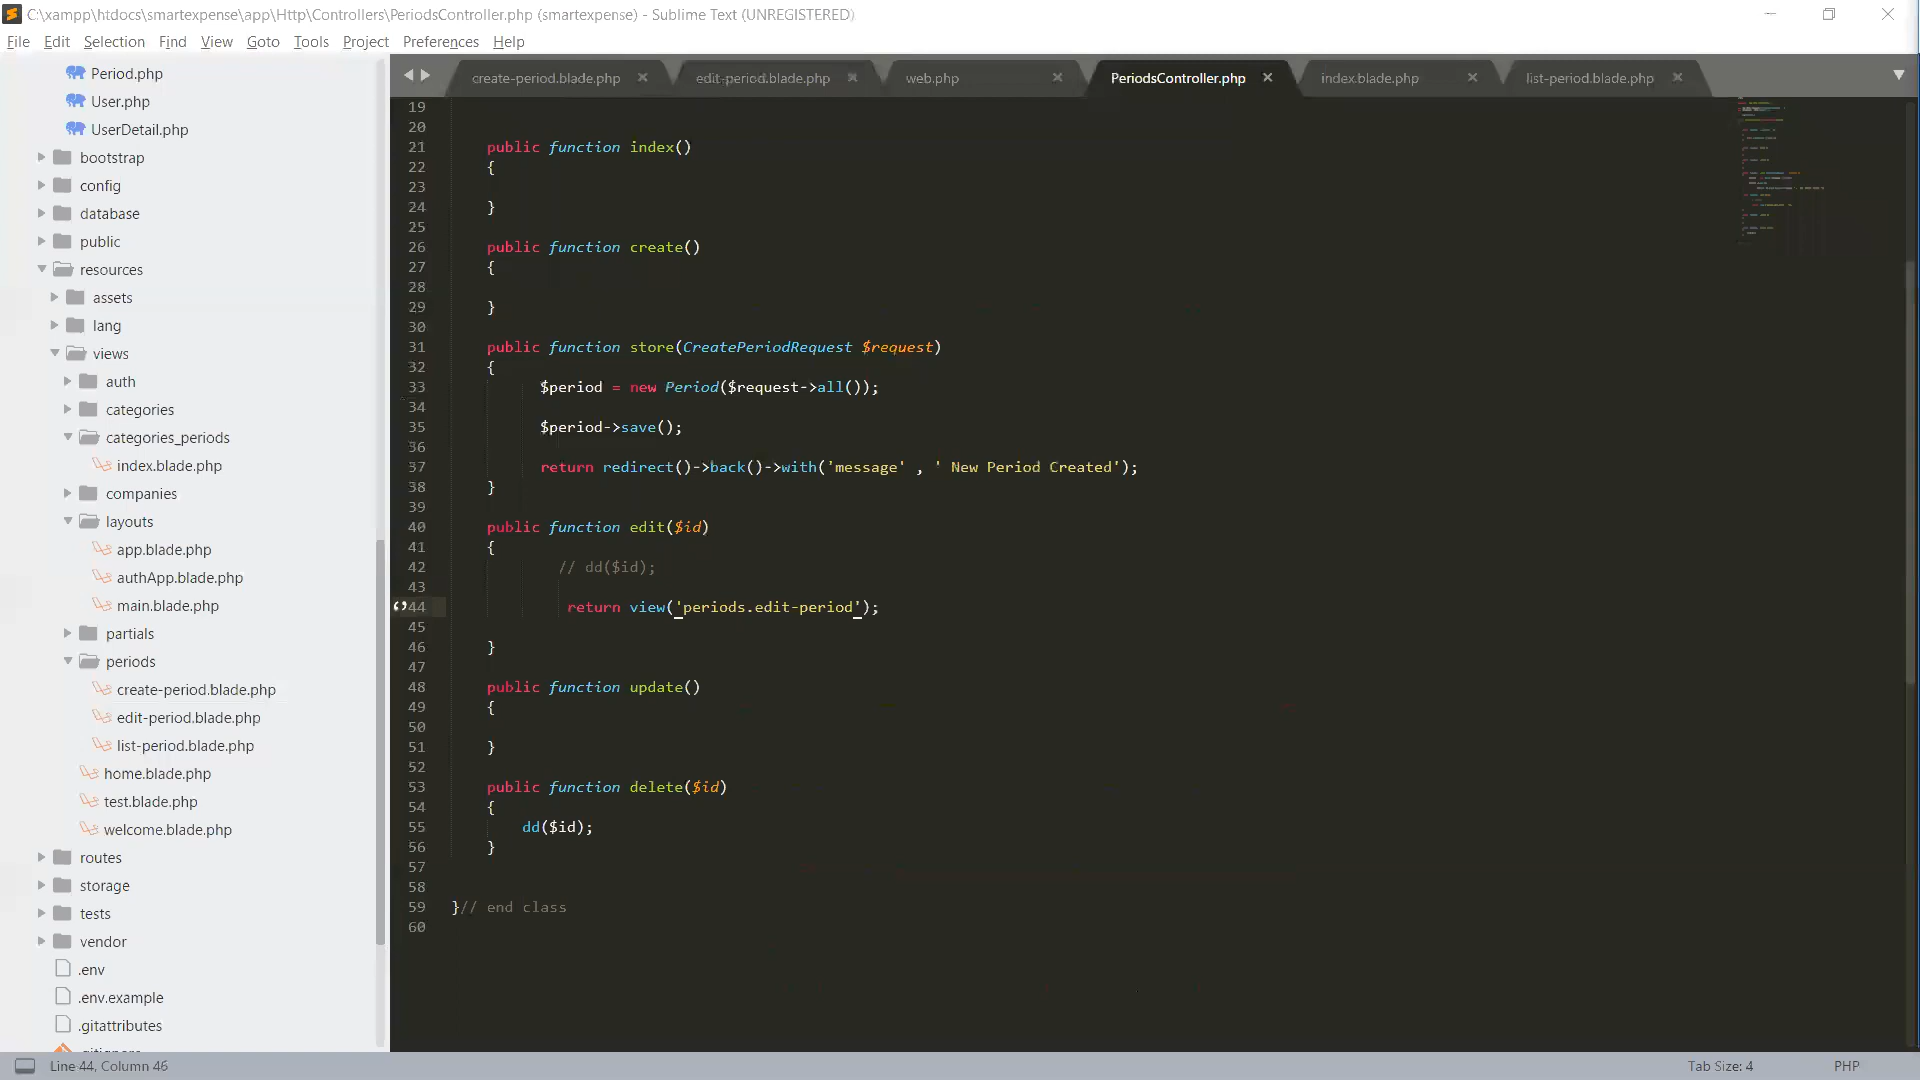 C:\xampp\htdocs\smartexpense\app\Http\Controllers\PeriodsController.php (smartexpense) - Sublime Text (UNREGISTERED)
File Edit Selection Find View Goto Tools Project Preferences Help
Period.php
User.php
UserDetail.php
bootstrap
config
database
public
resources
assets
lang
views
auth
categories
categories_periods
index.blade.php
companies
layouts
app.blade.php
authApp.blade.php
main.blade.php
partials
periods
create-period.blade.php
edit-period.blade.php
list-period.blade.php
home.blade.php
test.blade.php
welcome.blade.php
routes
storage
tests
vendor
.env
.env.example
.gitattributes
create-period.blade.php edit-period.blade.php web.php PeriodsController.php index.blade.php list-period.blade.php
19
20
21 public function index()
22 {
23
24 }
25
26 public function create()
27 {
28
29 }
30
31 public function store(CreatePeriodRequest $request)
32 {
33 $period = new Period($request->all());
34
35 $period->save();
36
37 return redirect()->back()->with('message' , ' New Period Created');
38 }
39
40 public function edit($id)
41 {
42 // dd($id);
43
44 return view('periods.edit-period');
45
46 }
47
48 public function update()
49 {
50
51 }
52
53 public function delete($id)
54 {
55 dd($id);
56 }
57
58
59 }// end class
60
Line 44, Column 46 Tab Size: 4 PHP